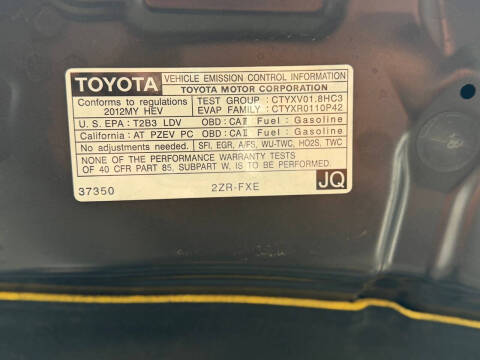 TOYOTA
VEHICLE EMISSION CONTROL INFORMATION
TOYOTA MOTOR CORPORATION
Conforms to regulations
2012MY HEV
TEST GROUP : CTYXV01.8HC3
EVAP FAMILY : CTYXR0110P42
U.S. EPA : T2B3 LDV OBD : CAⅡ Fuel : Gasoline
California: AT PZEV PC OBD : CAⅡ Fuel : Gasoline
No adjustments needed. SFI, EGR, A/FS, WU-TWC, HO2S, TWC
NONE OF THE PERFORMANCE WARRANTY TESTS
OF 40 CFR PART 85, SUBPART W, IS TO BE PERFORMED.
37350 2ZR-FXE JQ